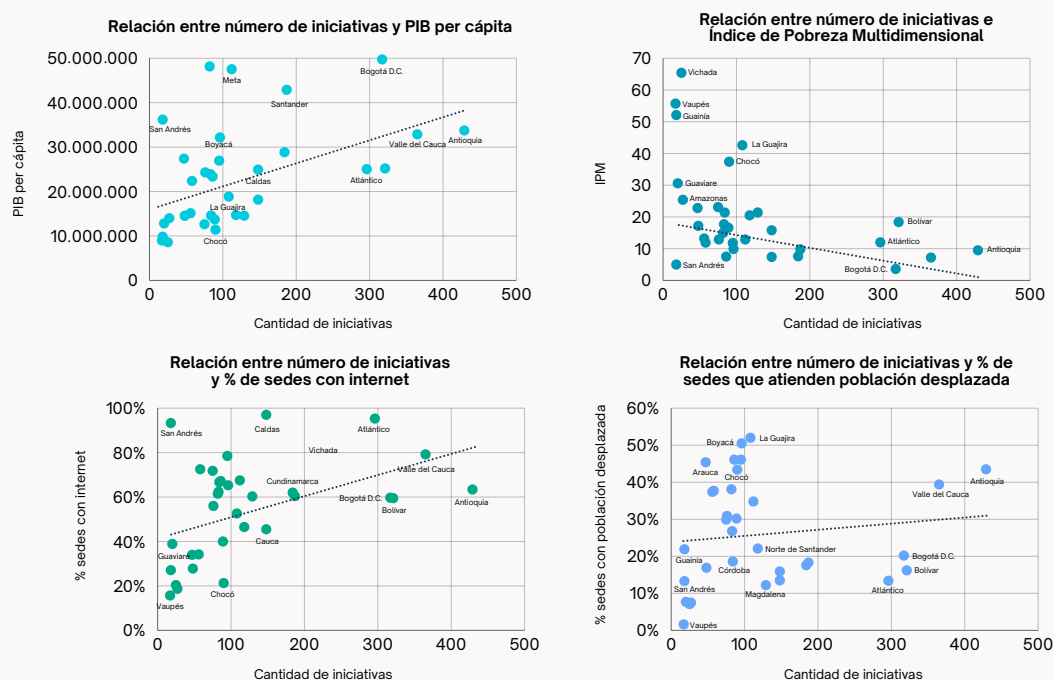 Relación entre número de iniciativas y PIB per cápita
PIB per cápita
50.000.000
40.000.000
30.000.000
20.000.000
10.000.000
0
Meta
Bogotá D.C.
Santander
San Andrés
Boyacá
Valle del Cauca
Antioquia
Caldas
Atlántico
La Guajira
Chocó
0 100 200 300 400 500
Cantidad de iniciativas
Relación entre número de iniciativas e
Índice de Pobreza Multidimensional
IPM
70
60
50
40
30
20
10
0
Vichada
Vaupés
Guainía
La Guajira
Chocó
Guaviare
Amazonas
Bolívar
Atlántico
Antioquia
San Andrés
Bogotá D.C.
0 100 200 300 400 500
Cantidad de iniciativas
Relación entre número de iniciativas
y % de sedes con internet
% sedes con internet
100%
80%
60%
40%
20%
0%
San Andrés
Caldas
Atlántico
Vichada
Valle del Cauca
Cundinamarca
Bogotá D.C.
Bolívar
Antioquia
Cauca
Guaviare
Chocó
Vaupés
0 100 200 300 400 500
Cantidad de iniciativas
Relación entre número de iniciativas y % de
sedes que atienden población desplazada
% sedes con población desplazada
60%
50%
40%
30%
20%
10%
0%
Boyacá
La Guajira
Arauca
Chocó
Antioquia
Valle del Cauca
Norte de Santander
Guainía
Bogotá D.C.
Córdoba
Bolívar
San Andrés
Magdalena
Atlántico
Vaupés
0 100 200 300 400 500
Cantidad de iniciativas